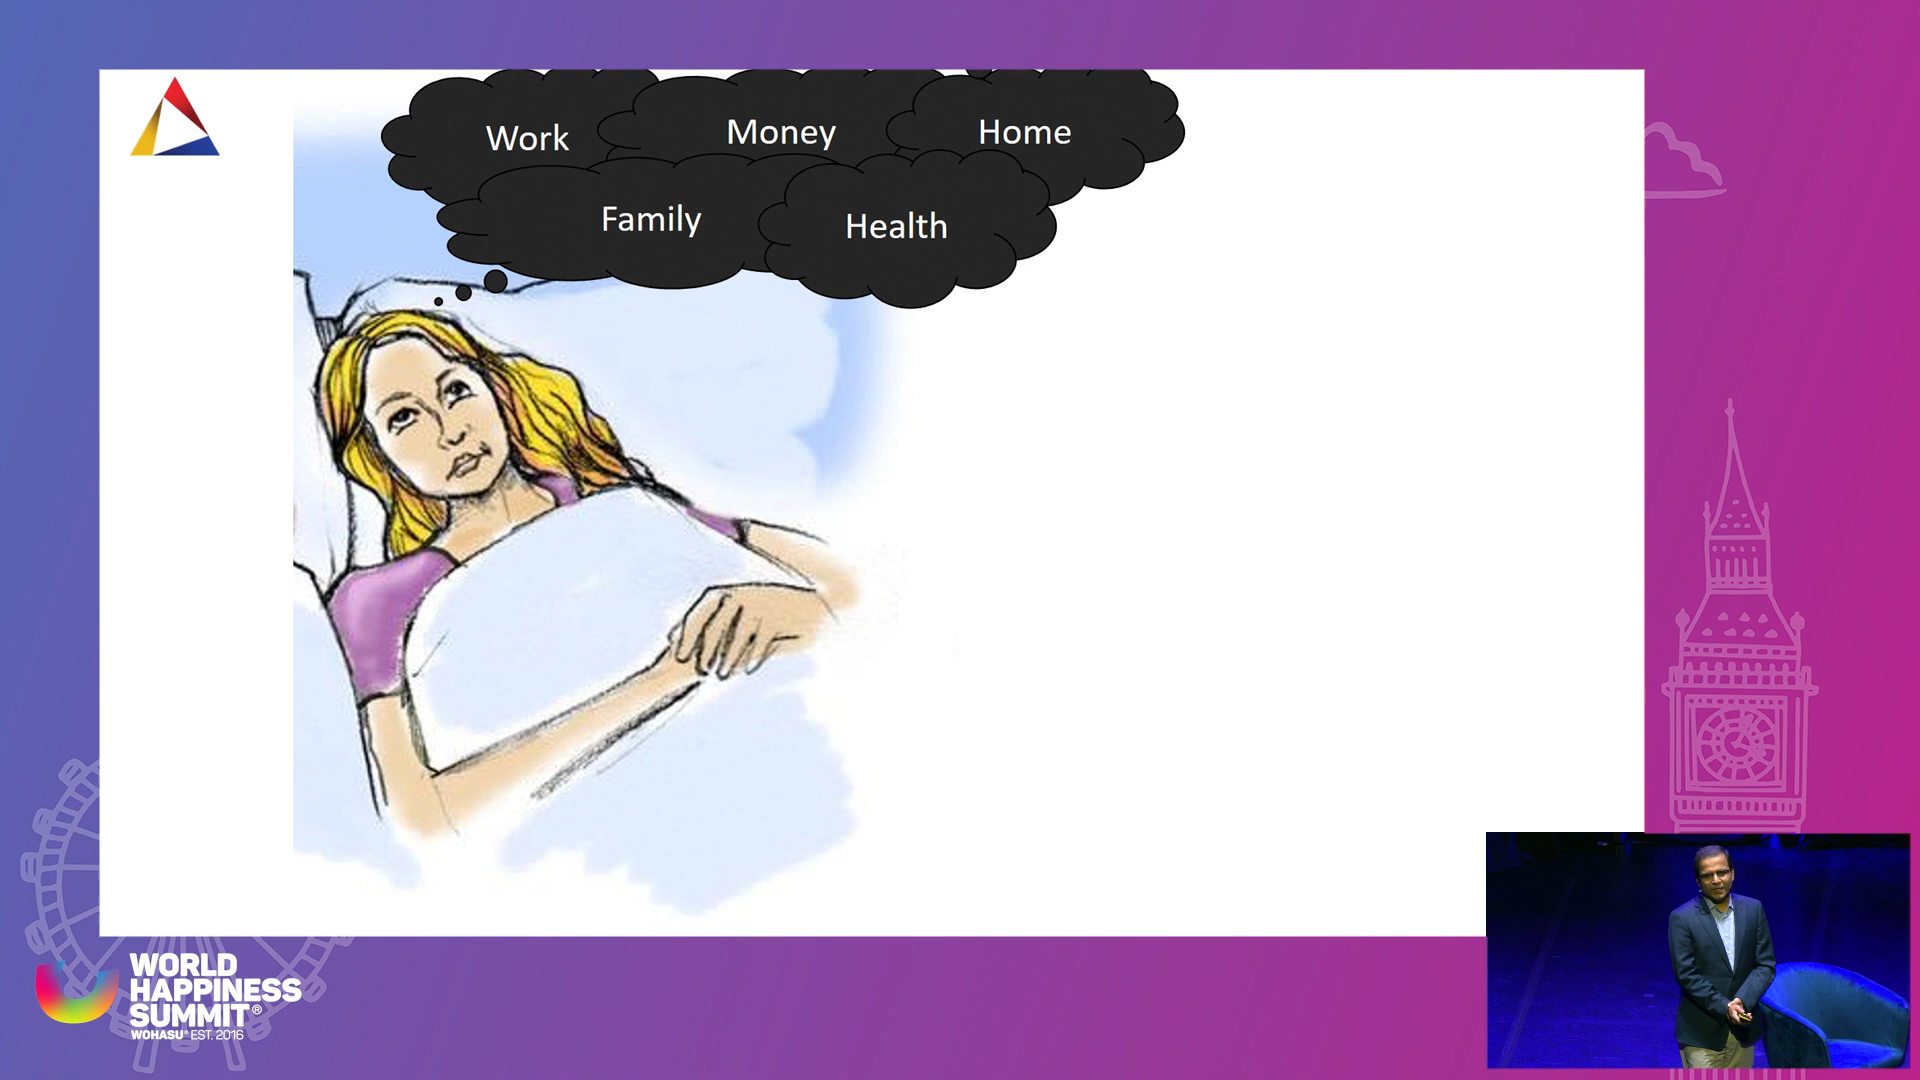 Work
Money
Home
Family
Health
WORLD
HAPPINESS
SUMMIT®
WOHASU® EST. 2016